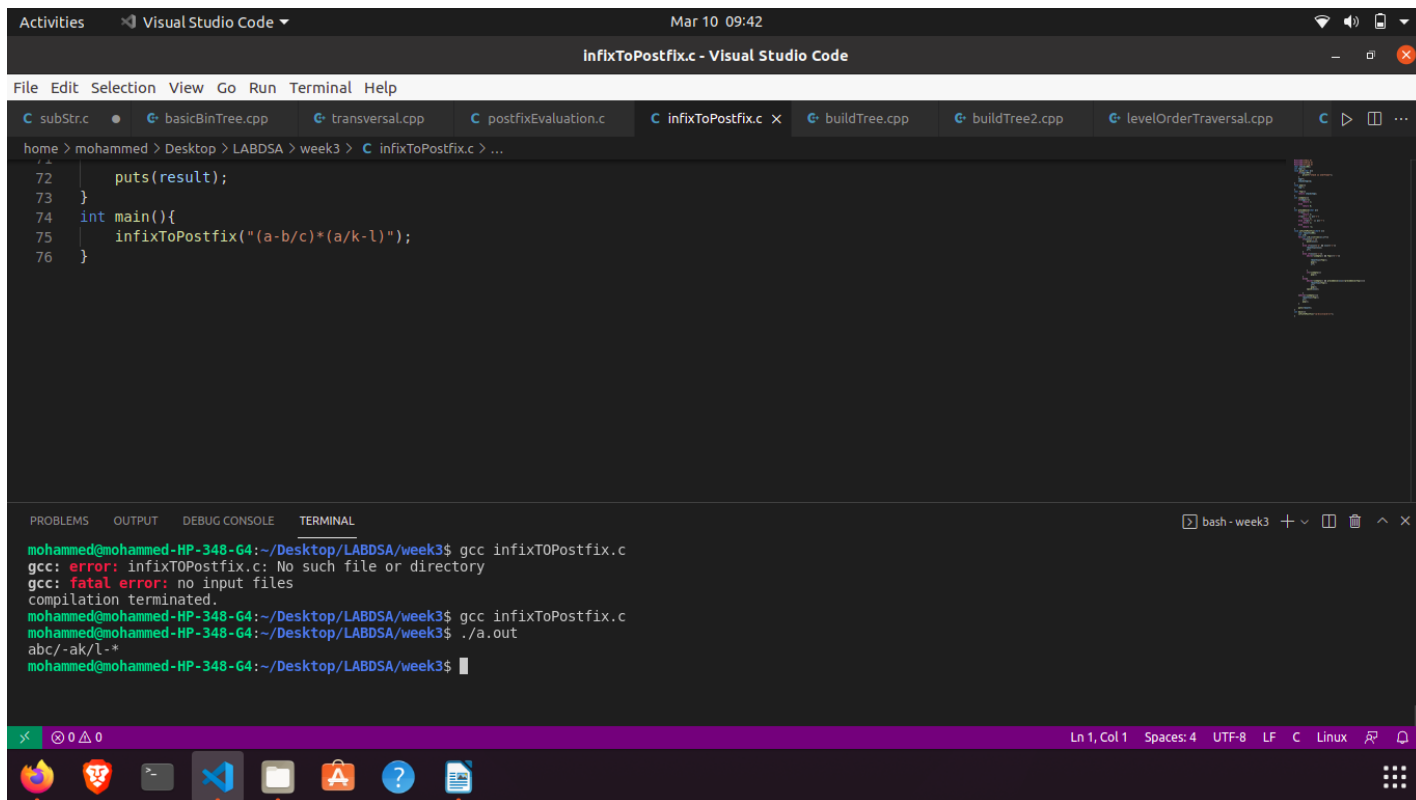 Activities Visual Studio Code Mar 10 09:42
infixToPostfix.c - Visual Studio Code
File Edit Selection View Go Run Terminal Help
C subStr.c ● basicBinTree.cpp transversal.cpp C postfixEvaluation.c C infixToPostfix.c × buildTree.cpp buildTree2.cpp levelOrderTraversal.cpp C ...
home > mohammed > Desktop > LABDSA > week3 > C infixToPostfix.c > ...
71
72 puts(result);
73 }
74 int main(){
75 infixToPostfix("(a-b/c)*(a/k-l)");
76 }
PROBLEMS OUTPUT DEBUG CONSOLE TERMINAL bash - week3
mohammed@mohammed-HP-348-G4:~/Desktop/LABDSA/week3$ gcc infixTOPostfix.c
gcc: error: infixTOPostfix.c: No such file or directory
gcc: fatal error: no input files
compilation terminated.
mohammed@mohammed-HP-348-G4:~/Desktop/LABDSA/week3$ gcc infixToPostfix.c
mohammed@mohammed-HP-348-G4:~/Desktop/LABDSA/week3$ ./a.out
abc/-ak/l-*
mohammed@mohammed-HP-348-G4:~/Desktop/LABDSA/week3$
0 0 Ln 1, Col 1 Spaces: 4 UTF-8 LF C Linux